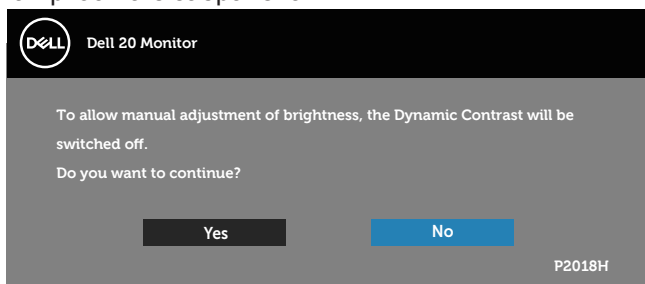 DELL
Dell 20 Monitor
To allow manual adjustment of brightness, the Dynamic Contrast will be
switched off.
Do you want to continue?
Yes
No
P2018H